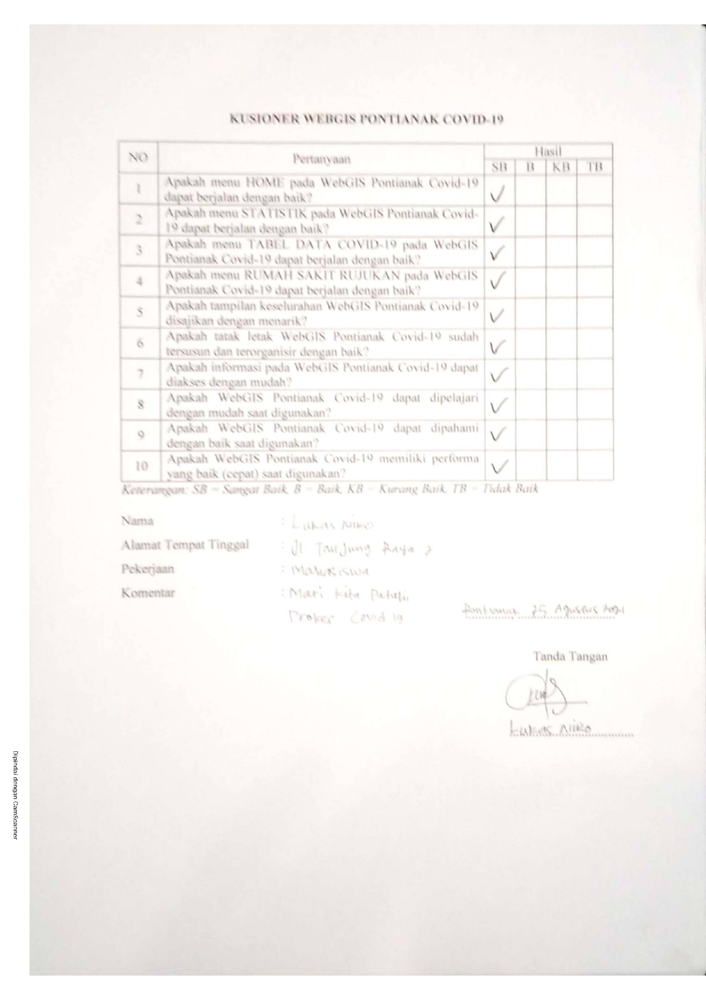 KUSIONER WEBGIS PONTIANAK COVID-19
NO Pertanyaan Hasil
SB B KB TB
1 Apakah menu HOME pada WebGIS Pontianak Covid-19
dapat berjalan dengan baik? ✓
2 Apakah menu STATISTIK pada WebGIS Pontianak Covid-
19 dapat berjalan dengan baik? ✓
3 Apakah menu TABEL DATA COVID-19 pada WebGIS
Pontianak Covid-19 dapat berjalan dengan baik? ✓
4 Apakah menu RUMAH SAKIT RUJUKAN pada WebGIS
Pontianak Covid-19 dapat berjalan dengan baik? ✓
5 Apakah tampilan keselurahan WebGIS Pontianak Covid-19
disajikan dengan menarik? ✓
6 Apakah tatak letak WebGIS Pontianak Covid-19 sudah
tersusun dan terorganisir dengan baik? ✓
7 Apakah informasi pada WebGIS Pontianak Covid-19 dapat
diakses dengan mudah? ✓
8 Apakah WebGIS Pontianak Covid-19 dapat dipelajari
dengan mudah saat digunakan? ✓
9 Apakah WebGIS Pontianak Covid-19 dapat dipahami
dengan baik saat digunakan? ✓
10 Apakah WebGIS Pontianak Covid-19 memiliki performa
yang baik (cepat) saat digunakan? ✓
Keterangan: SB = Sangat Baik, B = Baik, KB = Kurang Baik, TB = Tidak Baik
Nama : Lukas Niko
Alamat Tempat Tinggal : Jl Tanjung Raya 2
Pekerjaan : Mahasiswa
Komentar : Mari kita
Proker Covid 19
Pontianak 25 Agustus 2021
Tanda Tangan
Lukas Niko
Dipindai dengan CamScanner